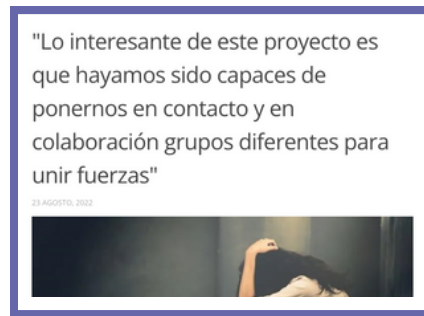 "Lo interesante de este proyecto es
que hayamos sido capaces de
ponernos en contacto y en
colaboración grupos diferentes para
unir fuerzas"
23 AGOSTO, 2022